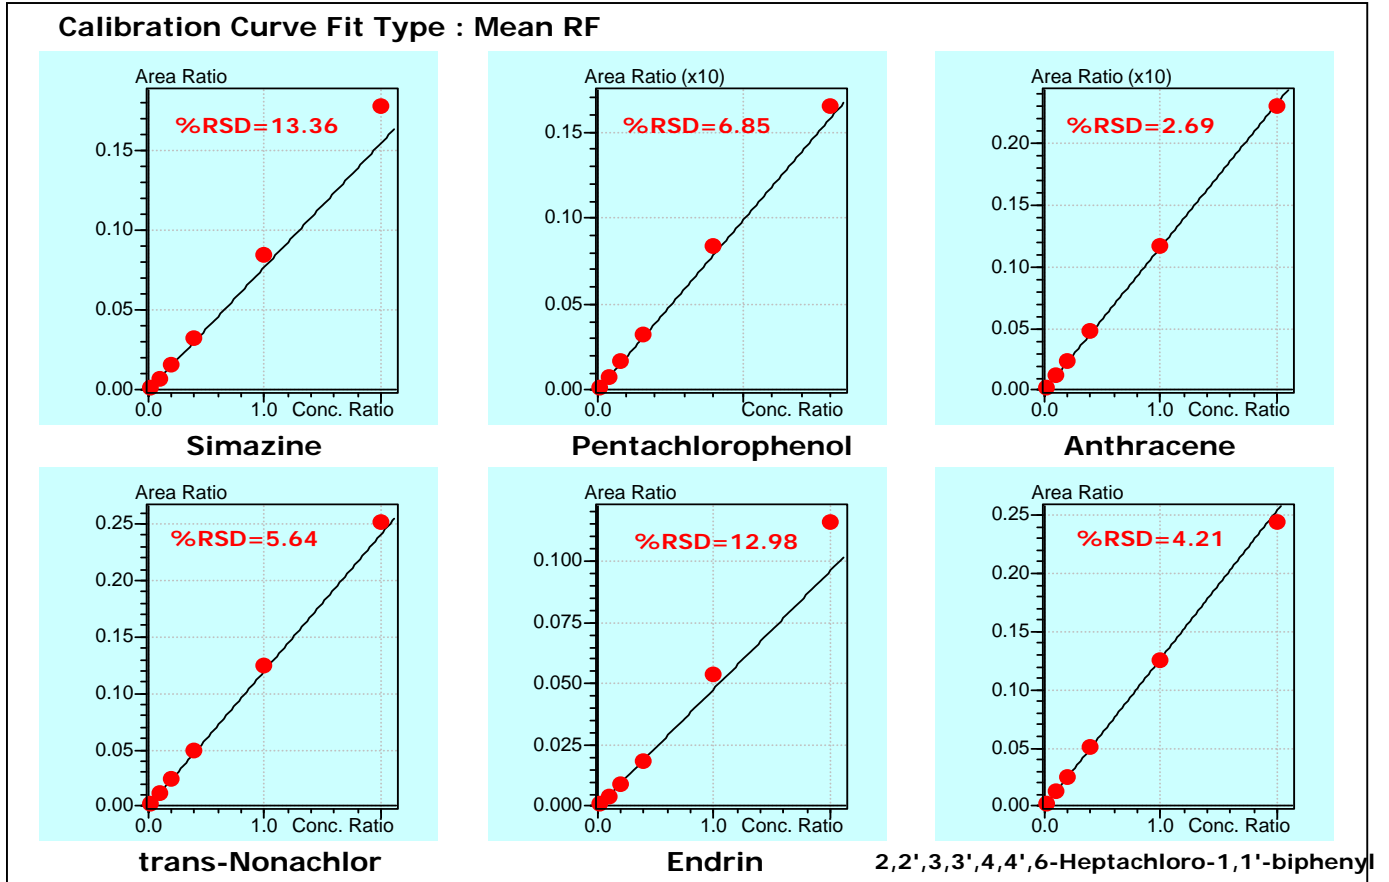 Calibration Curve Fit Type : Mean RF
Area Ratio
%RSD=13.36
0.15
0.10
0.05
0.00
0.0 1.0 Conc. Ratio
Simazine
Area Ratio (x10)
%RSD=6.85
0.15
0.10
0.05
0.00
0.0 Conc. Ratio
Pentachlorophenol
Area Ratio (x10)
%RSD=2.69
0.20
0.15
0.10
0.05
0.00
0.0 1.0 Conc. Ratio
Anthracene
Area Ratio
0.25
%RSD=5.64
0.20
0.15
0.10
0.05
0.00
0.0 1.0 Conc. Ratio
trans-Nonachlor
Area Ratio
%RSD=12.98
0.100
0.075
0.050
0.025
0.000
0.0 1.0 Conc. Ratio
Endrin
Area Ratio
0.25
%RSD=4.21
0.20
0.15
0.10
0.05
0.00
0.0 1.0 Conc. Ratio
2,2',3,3',4,4',6-Heptachloro-1,1'-biphenyl